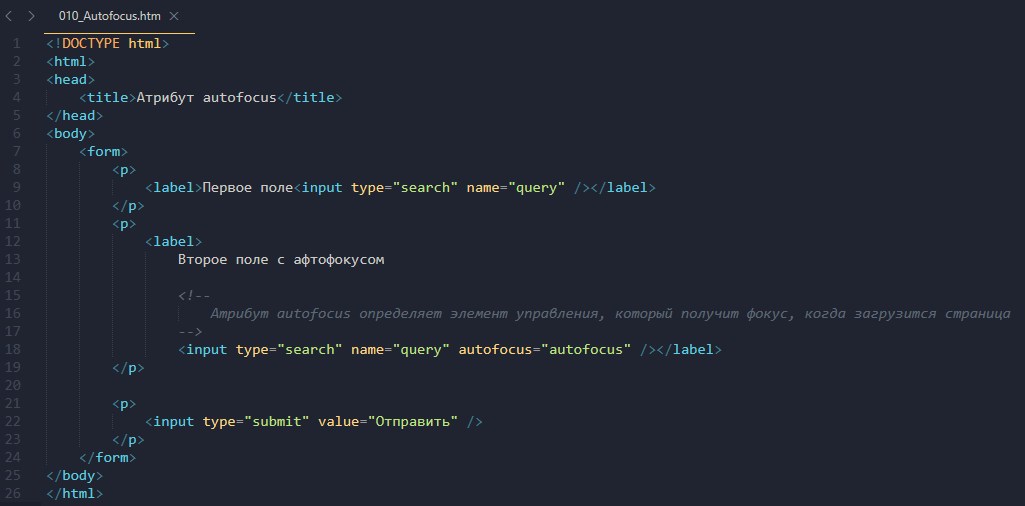 010_Autofocus.htm
1 <!DOCTYPE html>
2 <html>
3 <head>
4 <title>Атрибут autofocus</title>
5 </head>
6 <body>
7 <form>
8 <p>
9 <label>Первое поле<input type="search" name="query" /></label>
10 </p>
11 <p>
12 <label>
13 Второе поле с афтофокусом
14
15 <!--
16 Атрибут autofocus определяет элемент управления, который получит фокус, когда загрузится страница
17 -->
18 <input type="search" name="query" autofocus="autofocus" /></label>
19 </p>
20
21 <p>
22 <input type="submit" value="Отправить" />
23 </p>
24 </form>
25 </body>
26 </html>